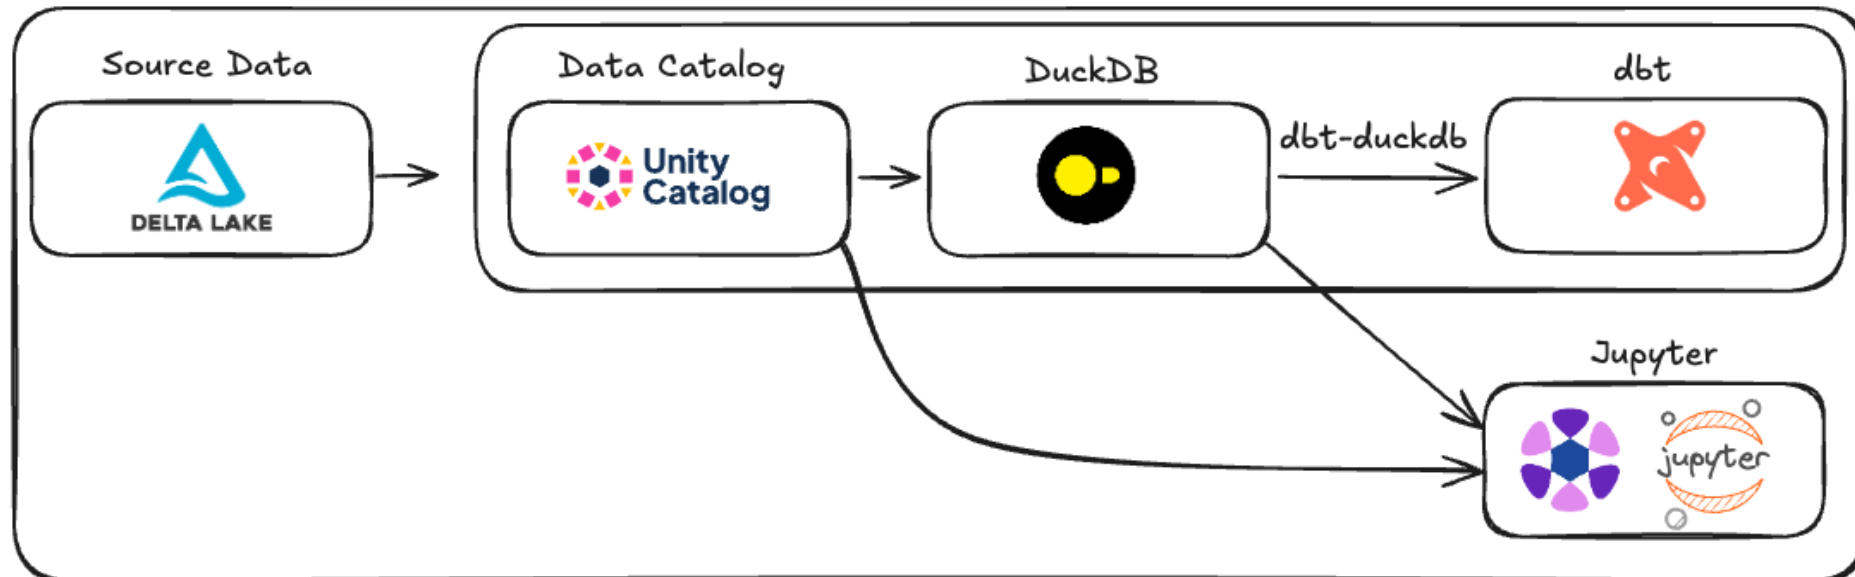 Source Data
DELTA LAKE
Data Catalog
Unity
Catalog
DuckDB
dbt-duckdb
dbt
Jupyter
jupyter